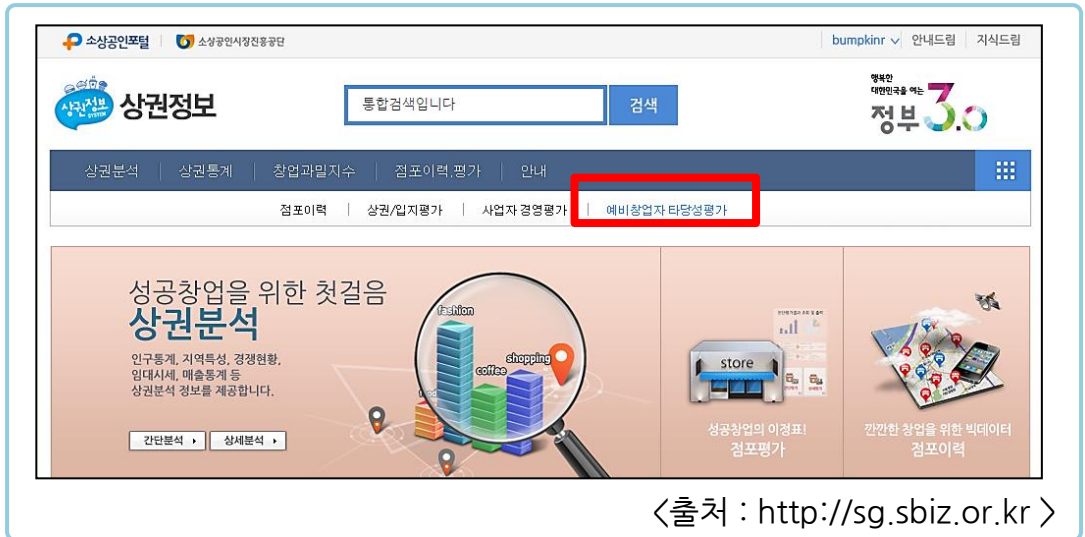 소상공인포털 소상공인시장진흥공단 bumpkinr 안내드림 지식드림
상권정보 SYSTEM 상권정보 통합검색입니다 검색 행복한 대한민국을 여는 정부 3.0
상권분석 상권통계 창업과밀지수 점포이력.평가 안내
점포이력 상권/입지평가 사업자 경영평가 예비창업자 타당성평가
성공창업을 위한 첫걸음
상권분석
인구통계, 지역특성, 경쟁현황,
임대시세, 매출통계 등
상권분석 정보를 제공합니다.
간단분석 상세분석
fashion
shopping
coffee
store
성공창업의 이정표!
점포평가
깐깐한 창업을 위한 빅데이터
점포이력
<출처 : http://sg.sbiz.or.kr >